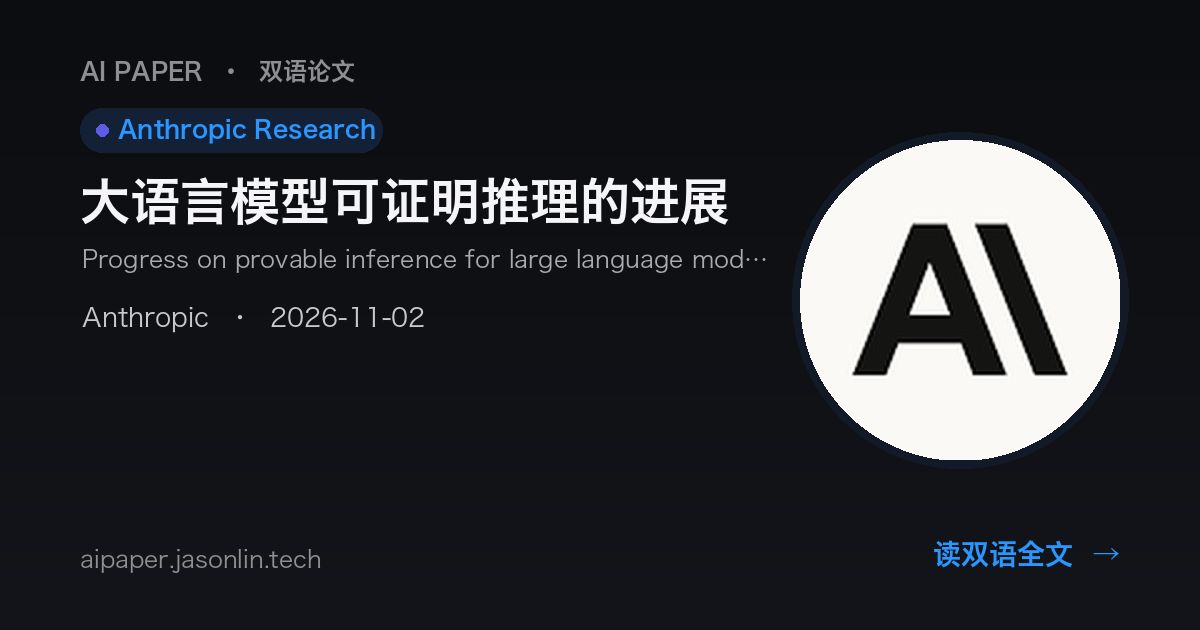 AI PAPER · 双语论文
Anthropic Research
大语言模型可证明推理的进展
Progress on provable inference for large language mod…
Anthropic · 2026-11-02
AI
aipaper.jasonlin.tech
读双语全文 →